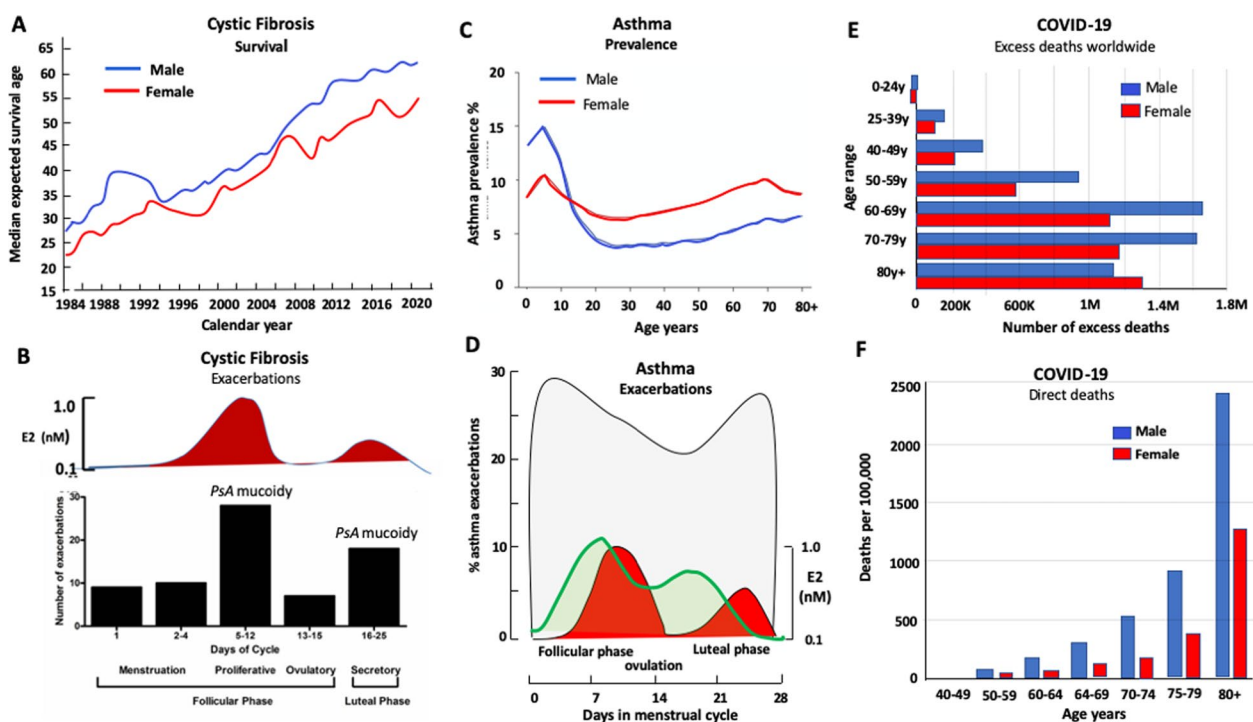 A
Cystic Fibrosis
Survival
Median expected survival age
65
60
55
50
45
40
35
30
25
20
15
Male
Female
1984 1988 1992 1996 2000 2004 2008 2012 2016 2020
Calendar year
B
Cystic Fibrosis
Exacerbations
1.0
E2 (nM)
0.1
PsA mucoidy
PsA mucoidy
Number of exacerbations
30
20
10
0
1 2-4 5-12 13-15 16-25
Days of Cycle
Menstruation Proliferative Ovulatory Secretory
Follicular Phase Luteal Phase
C
Asthma
Prevalence
Asthma prevalence %
20
15
10
5
0
Male
Female
0 10 20 30 40 50 60 70 80+
Age years
D
Asthma
Exacerbations
% asthma exacerbations
30
20
10
0
1.0
E2
(nM)
0.1
Follicular phase
ovulation
Luteal phase
0 7 14 21 28
Days in menstrual cycle
E
COVID-19
Excess deaths worldwide
Male
Female
Age range
0-24y
25-39y
40-49y
50-59y
60-69y
70-79y
80y+
0 200K 600K 1M 1.4M 1.8M
Number of excess deaths
F
COVID-19
Direct deaths
Male
Female
Deaths per 100,000
2500
2000
1500
1000
500
0
40-49 50-59 60-64 64-69 70-74 75-79 80+
Age years